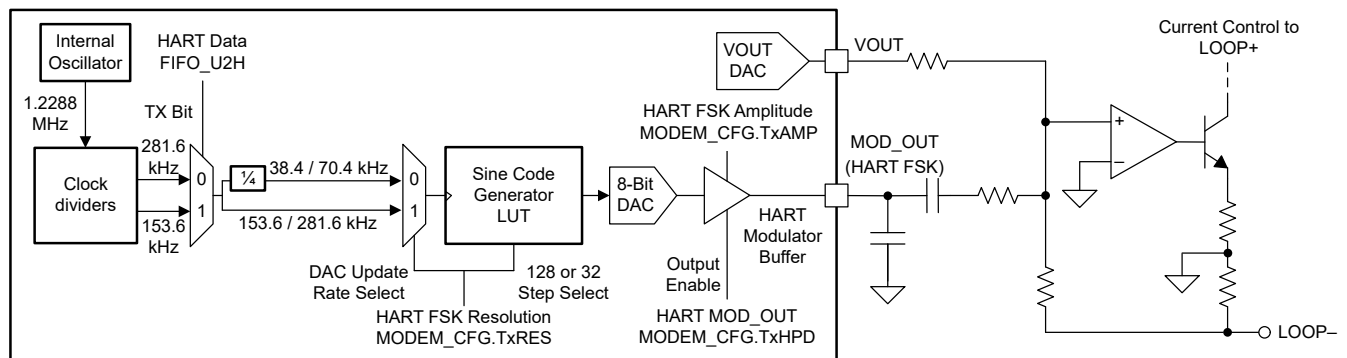 Internal
Oscillator
HART Data
FIFO_U2H
1.2288
MHz
TX Bit
281.6
kHz
Clock
dividers
153.6
kHz
0
1
¼
38.4 / 70.4 kHz
153.6 / 281.6 kHz
0
1
Sine Code
Generator
LUT
DAC Update
Rate Select
128 or 32
Step Select
HART FSK Resolution
MODEM_CFG.TxRES
8-Bit
DAC
VOUT
DAC
HART FSK Amplitude
MODEM_CFG.TxAMP
HART
Modulator
Buffer
Output
Enable
HART MOD_OUT
MODEM_CFG.TxHPD
VOUT
MOD_OUT
(HART FSK)
+
–
Current Control to
LOOP+
LOOP–